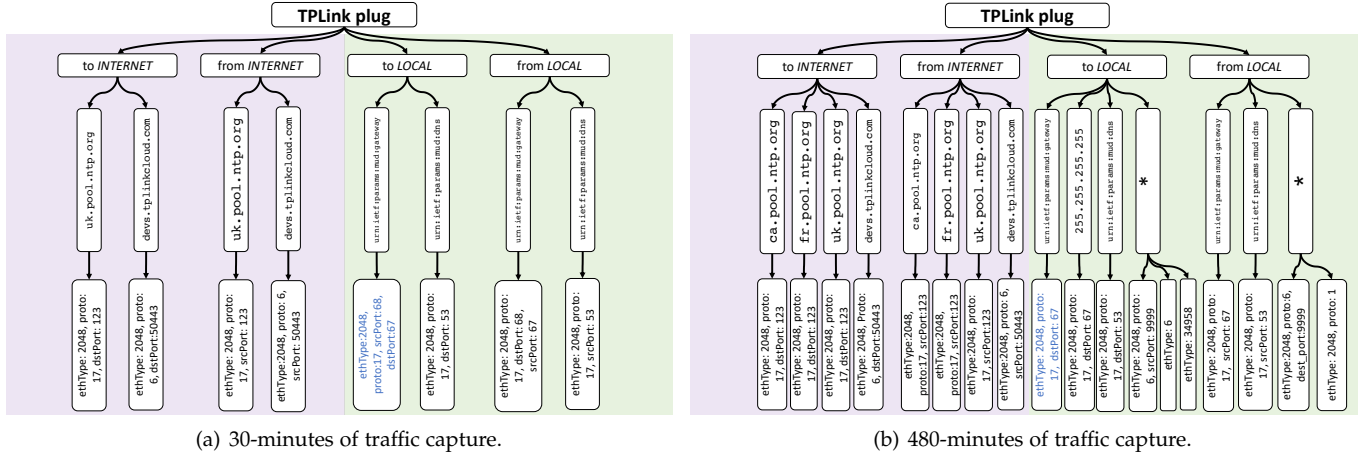 TPLink plug
to INTERNET
from INTERNET
to LOCAL
from LOCAL
uk.pool.ntp.org
devs.tplinkcloud.com
uk.pool.ntp.org
devs.tplinkcloud.com
urn:ietf:params:mud:gateway
urn:ietf:params:mud:dns
urn:ietf:params:mud:gateway
urn:ietf:params:mud:dns
ethType: 2048, proto:
17, dstPort: 123
ethType: 2048, proto:
6, dstPort:50443
ethType: 2048, proto:
17, srcPort: 123
ethType:2048, proto: 6,
srcPort: 50443
ethType:2048,
proto:17, srcPort:68,
dstPort:67
ethType: 2048, proto:
17, dstPort: 53
ethType: 2048, proto:
17, dstPort: 68,
srcPort: 67
ethType: 2048, proto:
17, srcPort: 53
(a) 30-minutes of traffic capture.
TPLink plug
to INTERNET
from INTERNET
to LOCAL
from LOCAL
ca.pool.ntp.org
fr.pool.ntp.org
uk.pool.ntp.org
devs.tplinkcloud.com
ca.pool.ntp.org
fr.pool.ntp.org
uk.pool.ntp.org
devs.tplinkcloud.com
urn:ietf:params:mud:gateway
255.255.255.255
urn:ietf:params:mud:dns
*
urn:ietf:params:mud:gateway
urn:ietf:params:mud:dns
*
ethType: 2048, proto:
17, dstPort: 123
ethType: 2048, proto:
17, dstPort: 123
ethType: 2048, proto:
17, dstPort: 123
ethType: 2048, proto:
6, dstPort:50443
ethType:2048,
proto:17, srcPort:123
ethType:2048,
proto:17, srcPort:123
ethType: 2048, proto:
17, srcPort:123
ethType:2048, proto: 6,
srcPort: 50443
ethType: 2048, proto:
17, dstPort: 67
ethType: 2048, proto:
17, dstPort: 67
ethType: 2048, proto:
17, dstPort: 53
ethType: 2048, proto:
6, srcPort: 9999
ethType: 6
ethType: 34958
ethType: 2048, proto:
17, srcPort: 67
ethType: 2048, proto:
17, srcPort: 53
ethType:2048, proto:6,
dest_port:9999
ethType: 2048, proto: 1
(b) 480-minutes of traffic capture.